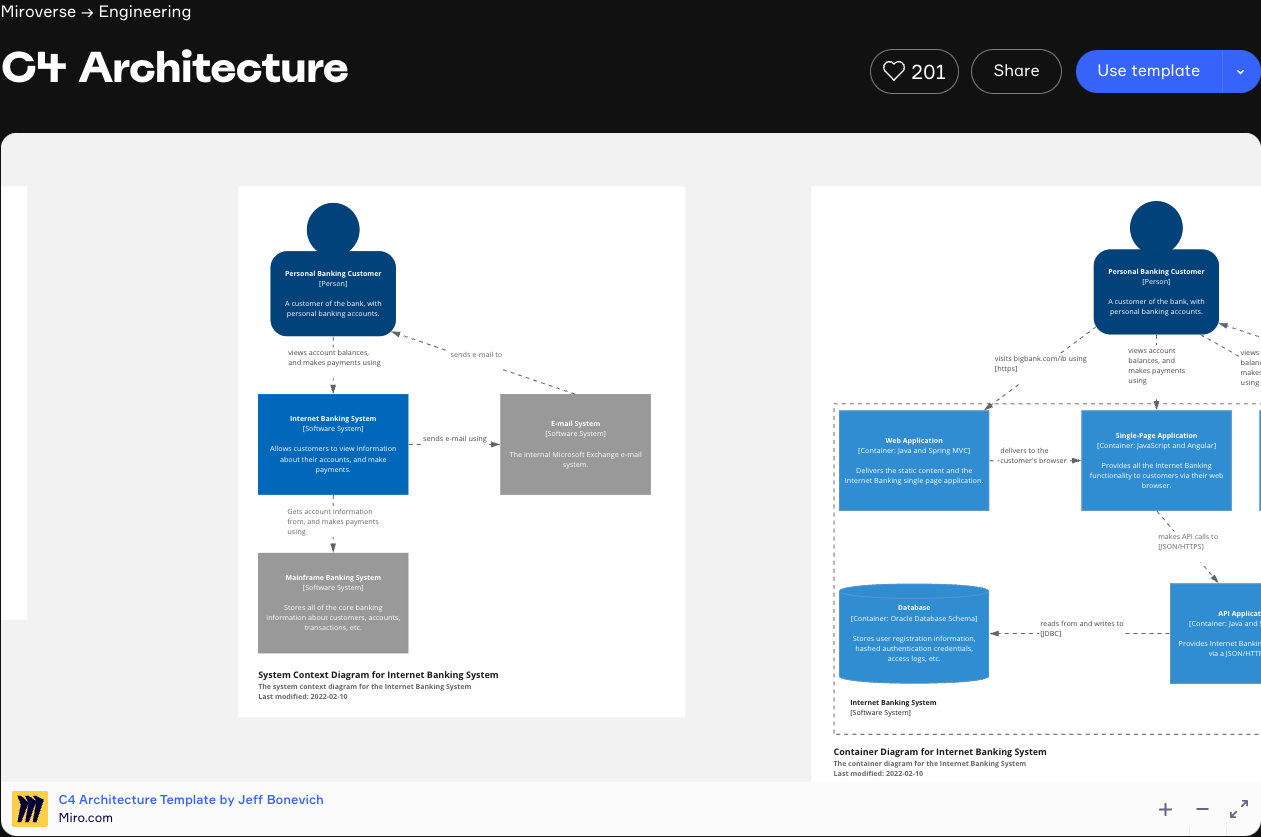 Miroverse → Engineering
C4 Architecture
201
Share
Use template
Personal Banking Customer
[Person]
A customer of the bank, with
personal banking accounts.
views account balances,
and makes payments using
sends e-mail to
Internet Banking System
[Software System]
Allows customers to view information
about their accounts, and make
payments.
sends e-mail using
E-mail System
[Software System]
The internal Microsoft Exchange e-mail
system.
Gets account information
from, and makes payments
using
Mainframe Banking System
[Software System]
Stores all of the core banking
information about customers, accounts,
transactions, etc.
System Context Diagram for Internet Banking System
The system context diagram for the Internet Banking System
Last modified: 2022-02-10
Personal Banking Customer
[Person]
A customer of the bank, with
personal banking accounts.
visits bigbank.com/ib using
[https]
views account
balances, and
makes payments
using
views
balanc
makes
using
Web Application
[Container: Java and Spring MVC]
Delivers the static content and the
Internet Banking single page application.
delivers to the
customer's browser
Single-Page Application
[Container: JavaScript and Angular]
Provides all the Internet Banking
functionality to customers via their web
browser.
makes API calls to
[JSON/HTTPS]
Database
[Container: Oracle Database Schema]
Stores user registration information,
hashed authentication credentials,
access logs, etc.
reads from and writes to
[JDBC]
API Applicat
[Container: Java and S
Provides Internet Bankin
via a JSON/HTTP
Internet Banking System
[Software System]
Container Diagram for Internet Banking System
The container diagram for the Internet Banking System
Last modified: 2022-02-10
C4 Architecture Template by Jeff Bonevich
Miro.com